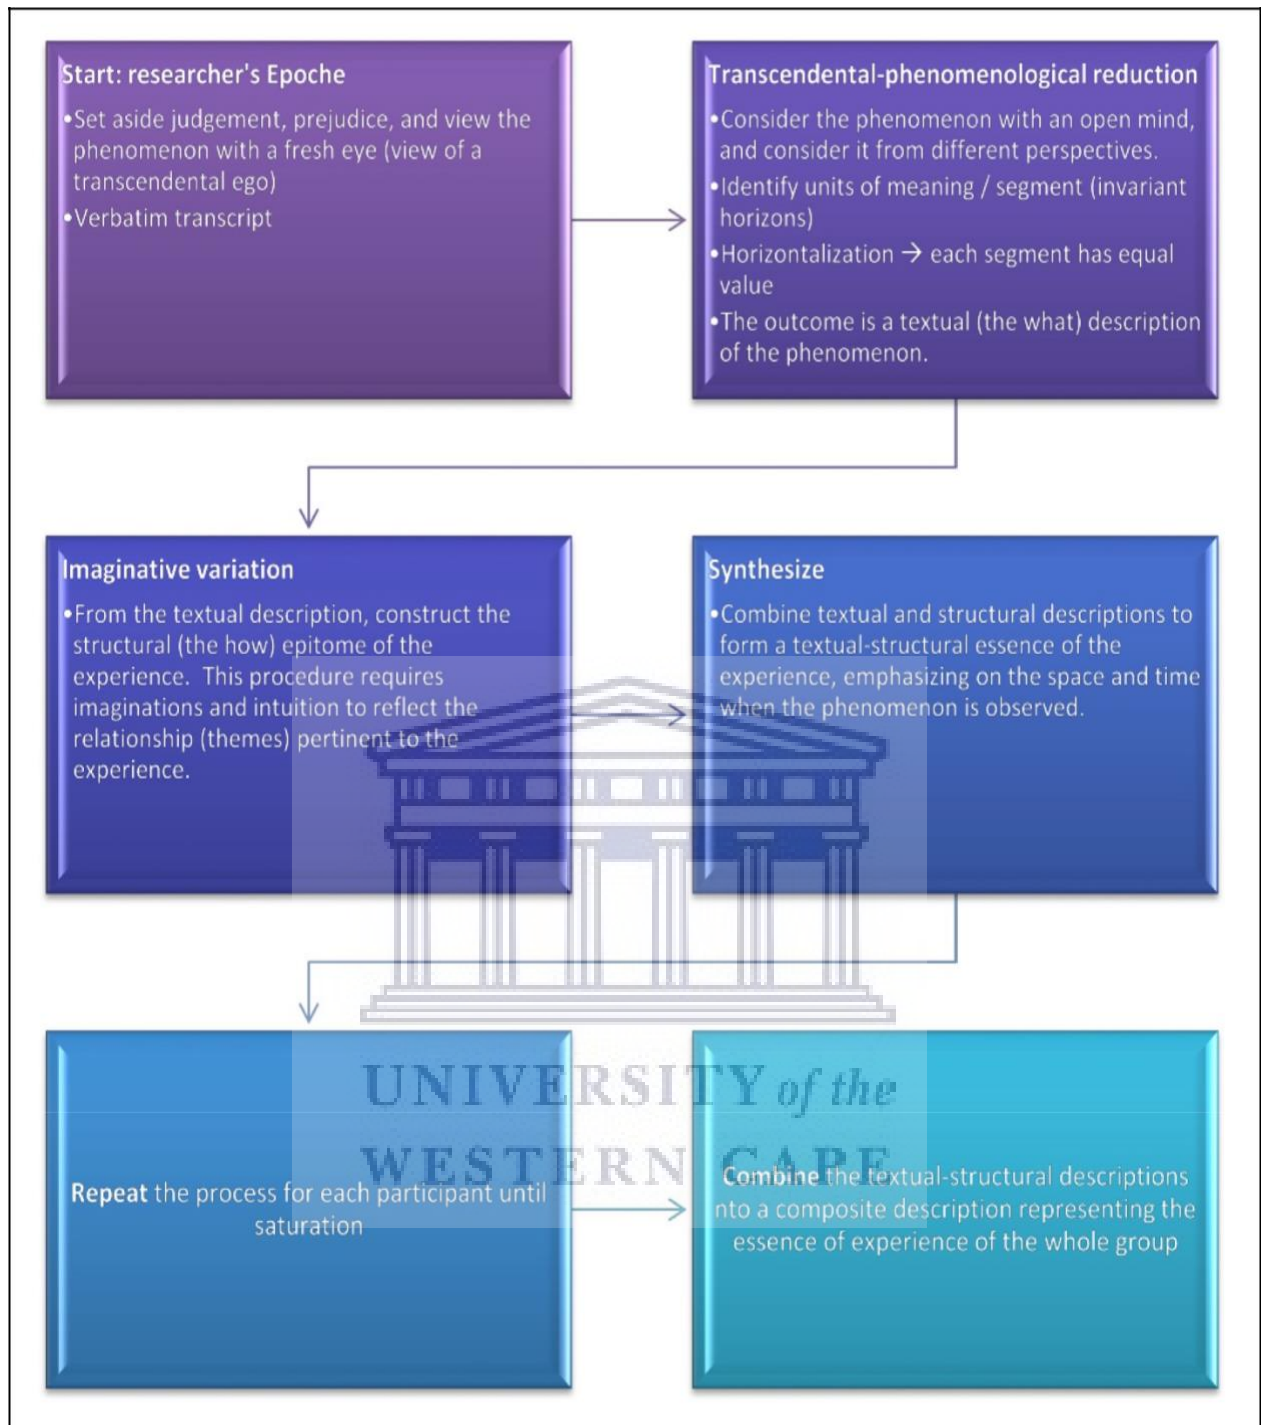 Start: researcher's Epoche
•Set aside judgement, prejudice, and view the
phenomenon with a fresh eye (view of a
transcendental ego)
•Verbatim transcript
Transcendental-phenomenological reduction
•Consider the phenomenon with an open mind,
and consider it from different perspectives.
•Identify units of meaning / segment (invariant
horizons)
•Horizontalization → each segment has equal
value
•The outcome is a textual (the what) description
of the phenomenon.
Imaginative variation
•From the textual description, construct the
structural (the how) epitome of the
experience.  This procedure requires
imaginations and intuition to reflect the
relationship (themes) pertinent to the
experience.
Synthesize
•Combine textual and structural descriptions to
form a textual-structural essence of the
experience, emphasizing on the space and time
when the phenomenon is observed.
Repeat the process for each participant until
saturation
Combine the textual-structural descriptions
nto a composite description representing the
essence of experience of the whole group
UNIVERSITY of the
WESTERN CAPE